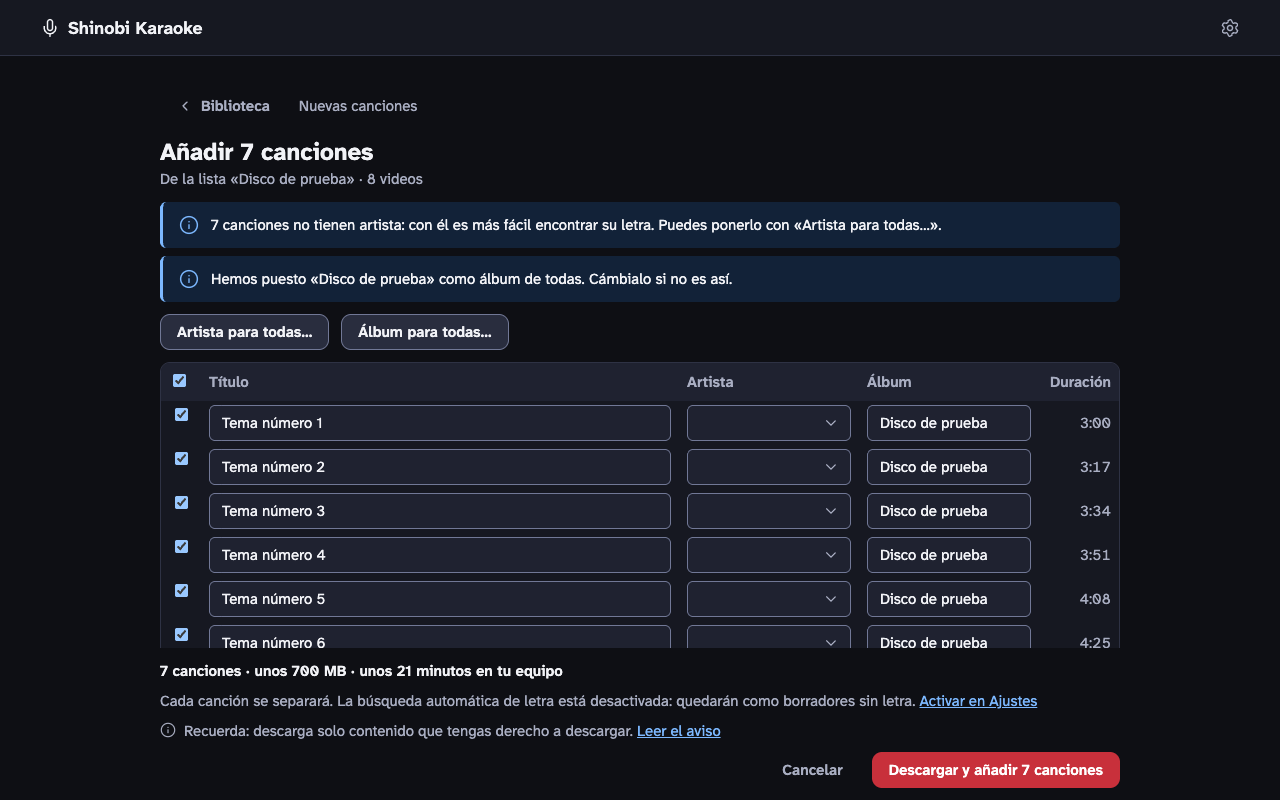 Shinobi Karaoke
Biblioteca Nuevas canciones
Añadir 7 canciones
De la lista «Disco de prueba» · 8 videos
7 canciones no tienen artista: con él es más fácil encontrar su letra. Puedes ponerlo con «Artista para todas…».
Hemos puesto «Disco de prueba» como álbum de todas. Cámbialo si no es así.
Artista para todas… Álbum para todas…
Título Artista Álbum Duración
Tema número 1 Disco de prueba 3:00
Tema número 2 Disco de prueba 3:17
Tema número 3 Disco de prueba 3:34
Tema número 4 Disco de prueba 3:51
Tema número 5 Disco de prueba 4:08
Tema número 6 Disco de prueba 4:25
7 canciones · unos 700 MB · unos 21 minutos en tu equipo
Cada canción se separará. La búsqueda automática de letra está desactivada: quedarán como borradores sin letra. Activar en Ajustes
Recuerda: descarga solo contenido que tengas derecho a descargar. Leer el aviso
Cancelar Descargar y añadir 7 canciones